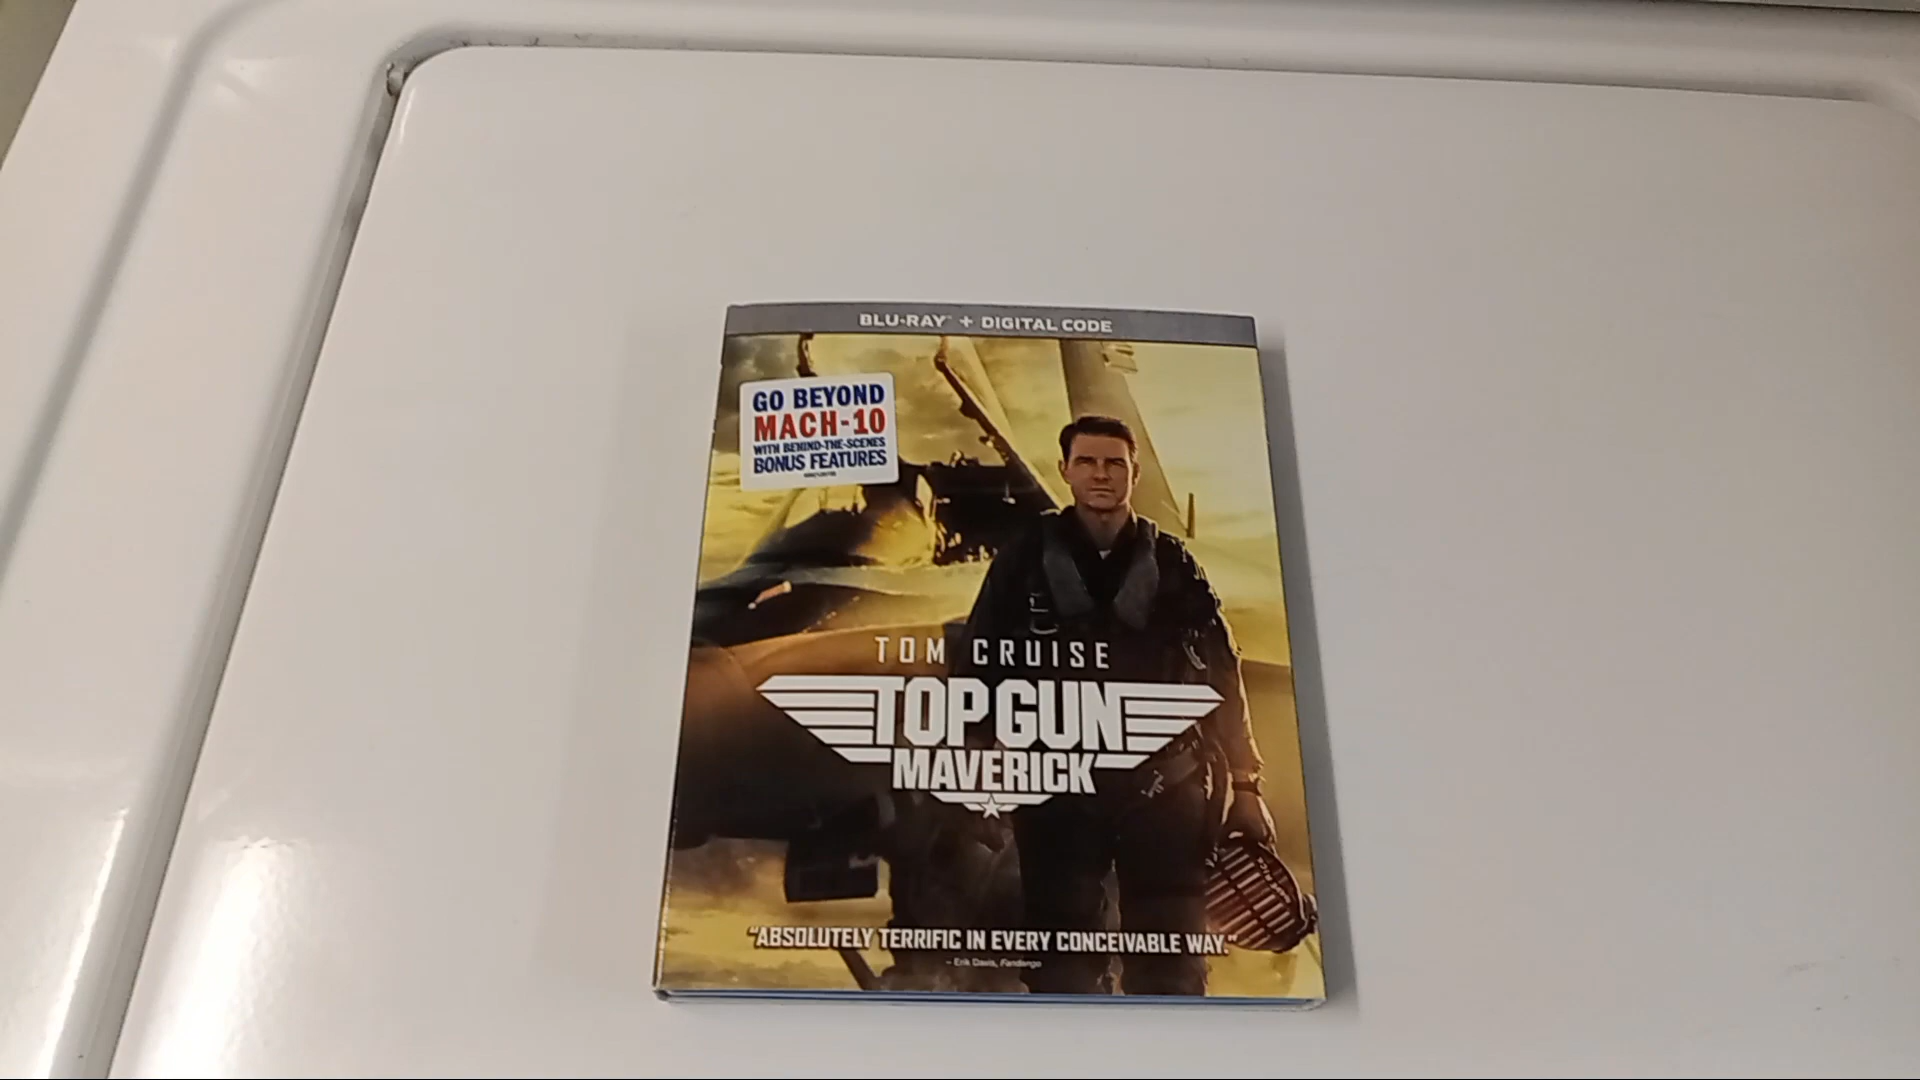 BLU-RAY™ + DIGITAL CODE
GO BEYOND
MACH-10
WITH BEHIND-THE-SCENES
BONUS FEATURES
TOM CRUISE
TOP GUN
MAVERICK
"ABSOLUTELY TERRIFIC IN EVERY CONCEIVABLE WAY."
– Erik Davis, Fandango